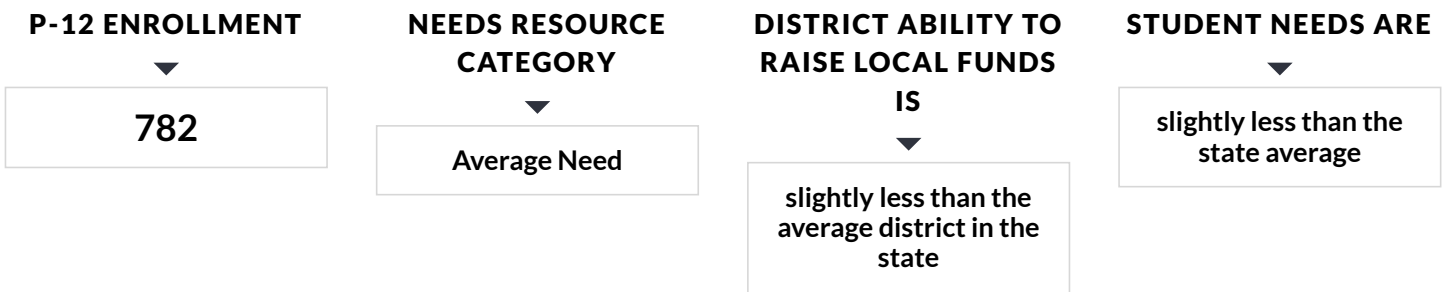 P-12 ENROLLMENT
782
NEEDS RESOURCE
CATEGORY
Average Need
DISTRICT ABILITY TO
RAISE LOCAL FUNDS
IS
slightly less than the
average district in the
state
STUDENT NEEDS ARE
slightly less than the
state average